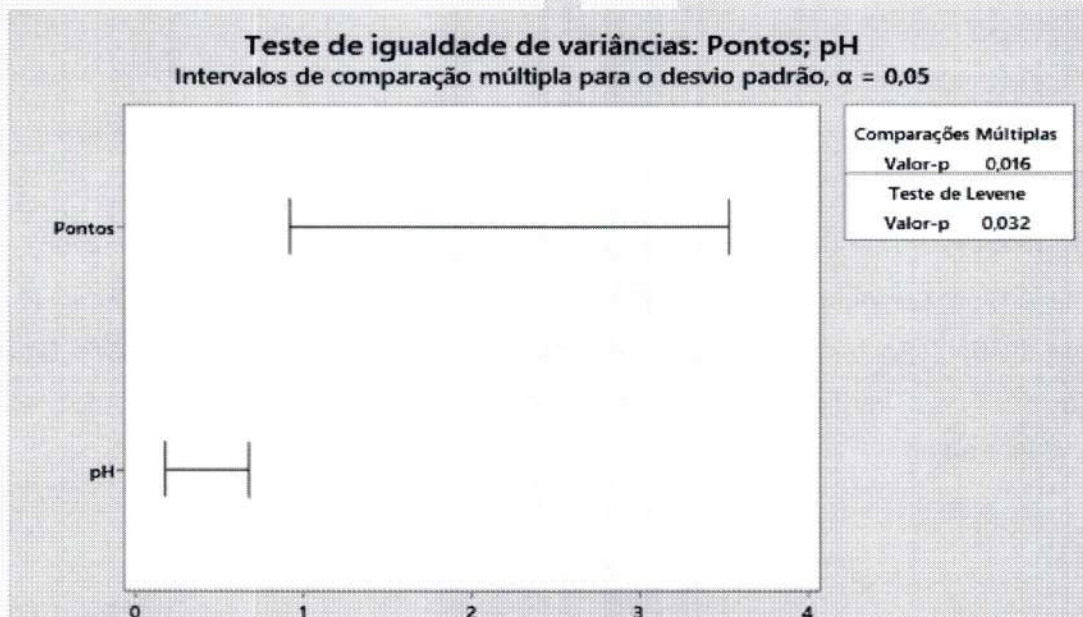 Teste de igualdade de variâncias: Pontos; pH
Intervalos de comparação múltipla para o desvio padrão, α = 0,05
Comparações Múltiplas
Valor-p 0,016
Teste de Levene
Valor-p 0,032
Pontos
pH
0 1 2 3 4